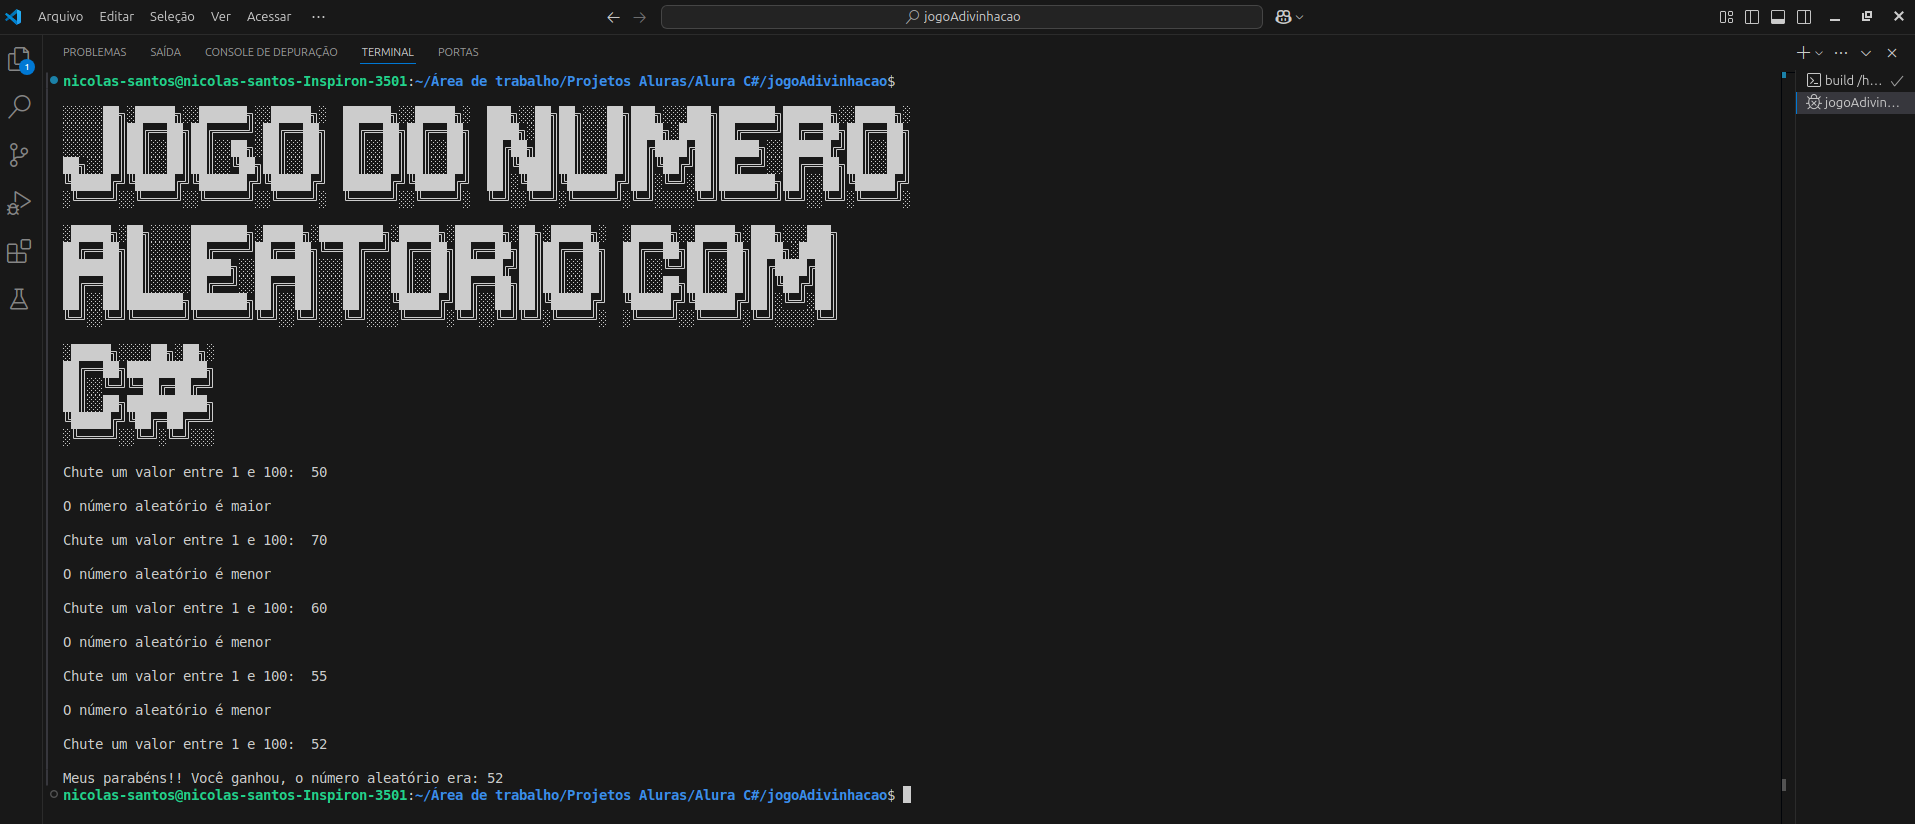 Arquivo Editar Seleção Ver Acessar ···
jogoAdivinhacao
PROBLEMAS SAÍDA CONSOLE DE DEPURAÇÃO TERMINAL PORTAS
1
nicolas-santos@nicolas-santos-Inspiron-3501:~/Área de trabalho/Projetos Aluras/Alura C#/jogoAdivinhacao$
build /h...
jogoAdivin...
JOGO DO NUMERO
ALEATORIO COM
C#
Chute um valor entre 1 e 100:  50
O número aleatório é maior
Chute um valor entre 1 e 100:  70
O número aleatório é menor
Chute um valor entre 1 e 100:  60
O número aleatório é menor
Chute um valor entre 1 e 100:  55
O número aleatório é menor
Chute um valor entre 1 e 100:  52
Meus parabéns!! Você ganhou, o número aleatório era: 52
nicolas-santos@nicolas-santos-Inspiron-3501:~/Área de trabalho/Projetos Aluras/Alura C#/jogoAdivinhacao$